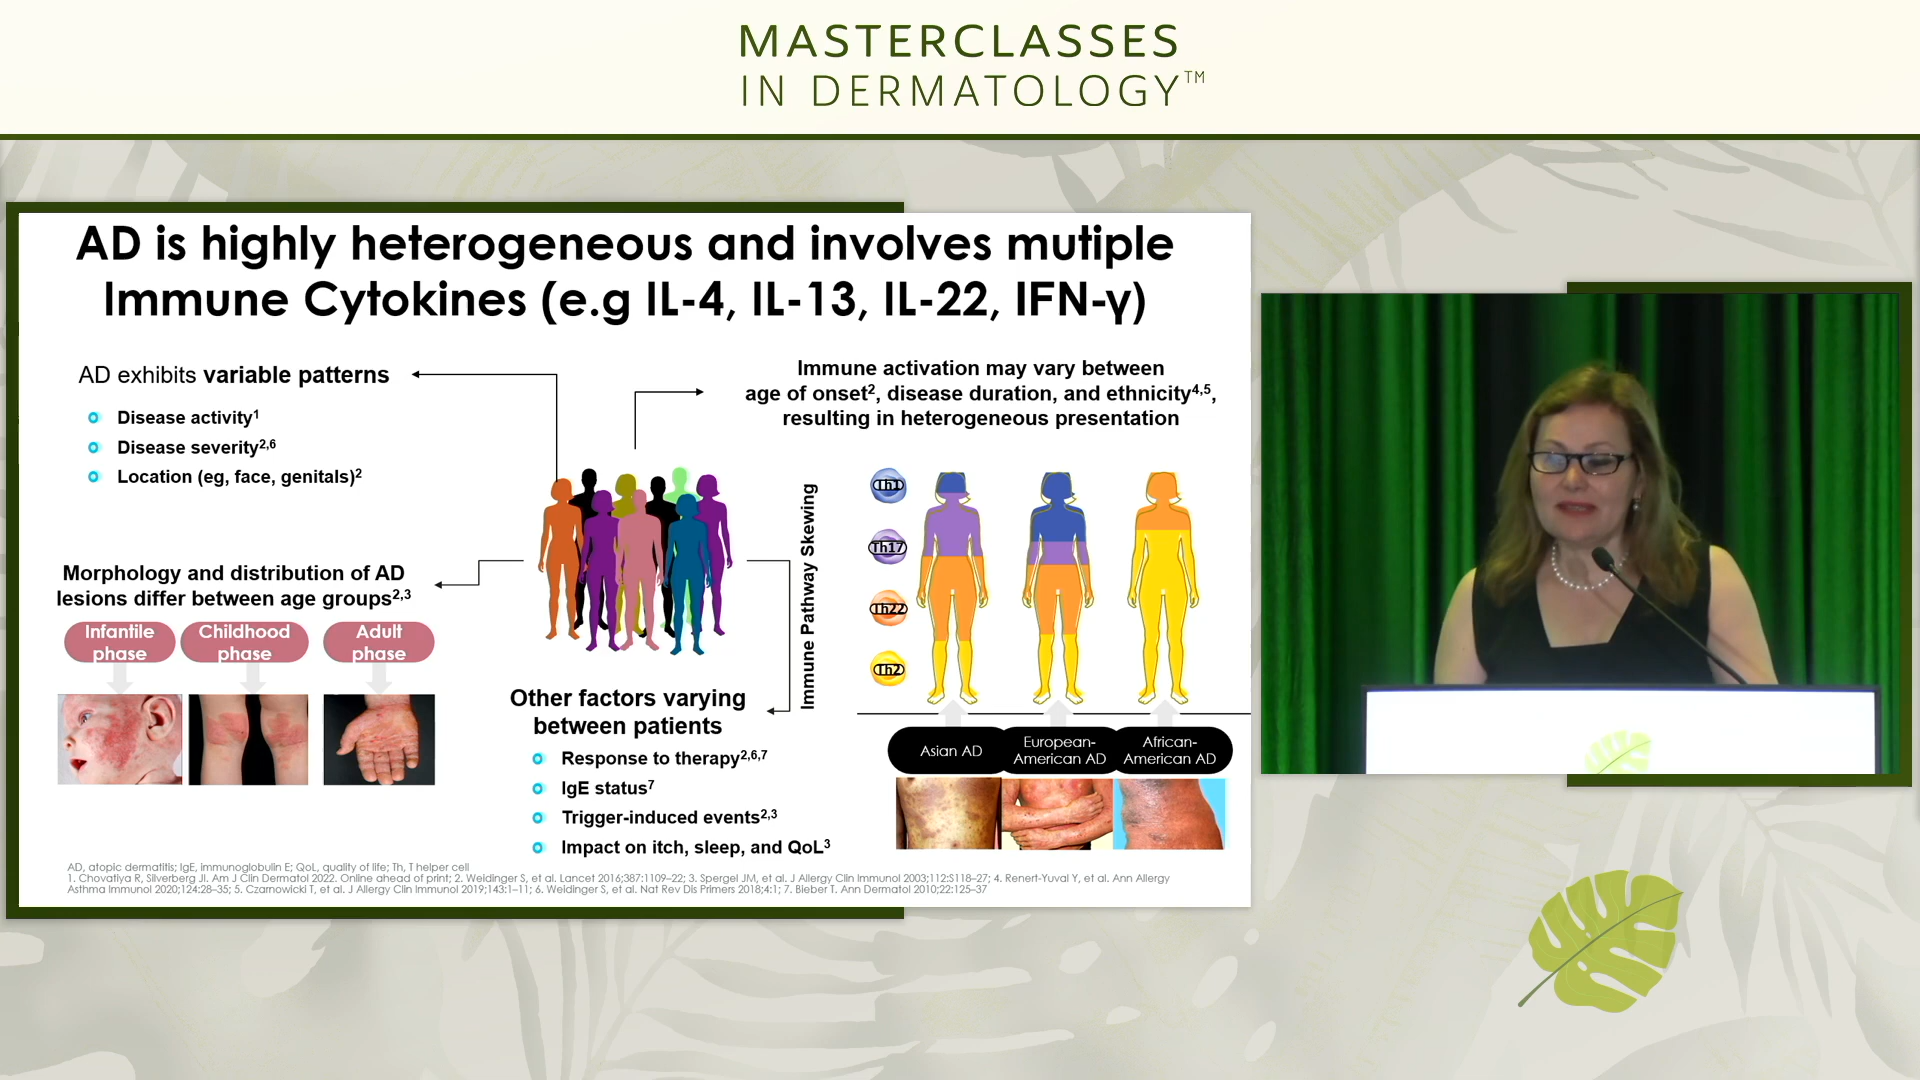 MASTERCLASSES
IN DERMATOLOGY™
AD is highly heterogeneous and involves mutiple
Immune Cytokines (e.g IL-4, IL-13, IL-22, IFN-γ)
AD exhibits variable patterns
Disease activity1
Disease severity2,6
Location (eg, face, genitals)2
Immune activation may vary between
age of onset2, disease duration, and ethnicity4,5,
resulting in heterogeneous presentation
Morphology and distribution of AD
lesions differ between age groups2,3
Infantile
phase
Childhood
phase
Adult
phase
Other factors varying
between patients
Response to therapy2,6,7
IgE status7
Trigger-induced events2,3
Impact on itch, sleep, and QoL3
Immune Pathway Skewing
Th1
Th17
Th22
Th2
Asian AD
European-
American AD
African-
American AD
AD, atopic dermatitis; IgE, immunoglobulin E; QoL, quality of life; Th, T helper cell
1. Chovatiya R, Silverberg JI. Am J Clin Dermatol 2022. Online ahead of print; 2. Weidinger S, et al. Lancet 2016;387:1109–22; 3. Spergel JM, et al. J Allergy Clin Immunol 2003;112:S118–27; 4. Renert-Yuval Y, et al. Ann Allergy
Asthma Immunol 2020;124:28–35; 5. Czarnowicki T, et al. J Allergy Clin Immunol 2019;143:1–11; 6. Weidinger S, et al. Nat Rev Dis Primers 2018;4:1; 7. Bieber T. Ann Dermatol 2010;22:125–37